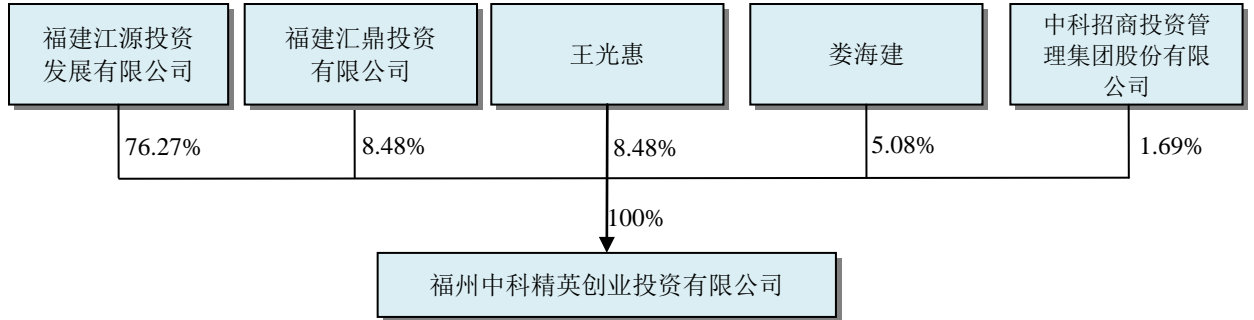 福建江源投资
发展有限公司
福建汇鼎投资
有限公司
王光惠
娄海建
中科招商投资管
理集团股份有限
公司
76.27%
8.48%
8.48%
5.08%
1.69%
100%
福州中科精英创业投资有限公司